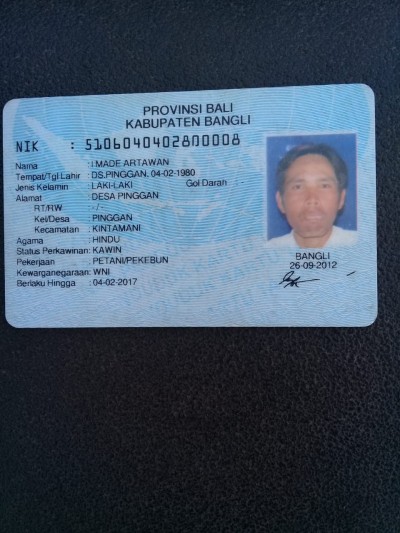 PROVINSI BALI
KABUPATEN BANGLI
NIK : 5106040402800008
Nama : I MADE ARTAWAN
Tempat/Tgl Lahir : DS.PINGGAN, 04-02-1980
Jenis Kelamin : LAKI-LAKI Gol Darah :
Alamat : DESA PINGGAN
RT/RW : - / -
Kel/Desa : PINGGAN
Kecamatan : KINTAMANI
Agama : HINDU
Status Perkawinan: KAWIN
Pekerjaan : PETANI/PEKEBUN
Kewarganegaraan: WNI
Berlaku Hingga : 04-02-2017
BANGLI
26-09-2012